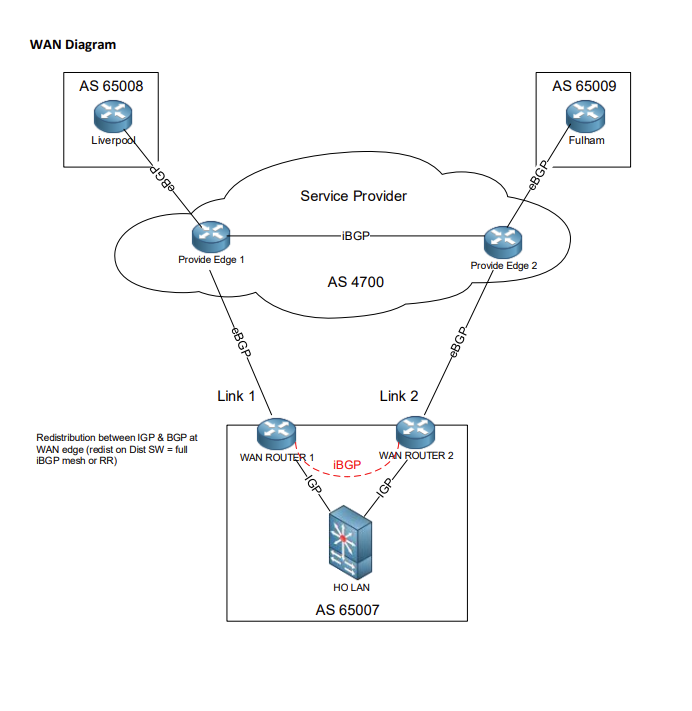 WAN Diagram
AS 65008
Liverpool
AS 65009
Fulham
eBGP
eBGP
Service Provider
iBGP
Provide Edge 1
Provide Edge 2
AS 4700
eBGP
eBGP
Link 1
Link 2
Redistribution between IGP & BGP at
WAN edge (redist on Dist SW = full
iBGP mesh or RR)
WAN ROUTER 1
WAN ROUTER 2
iBGP
IGP
IGP
HO LAN
AS 65007